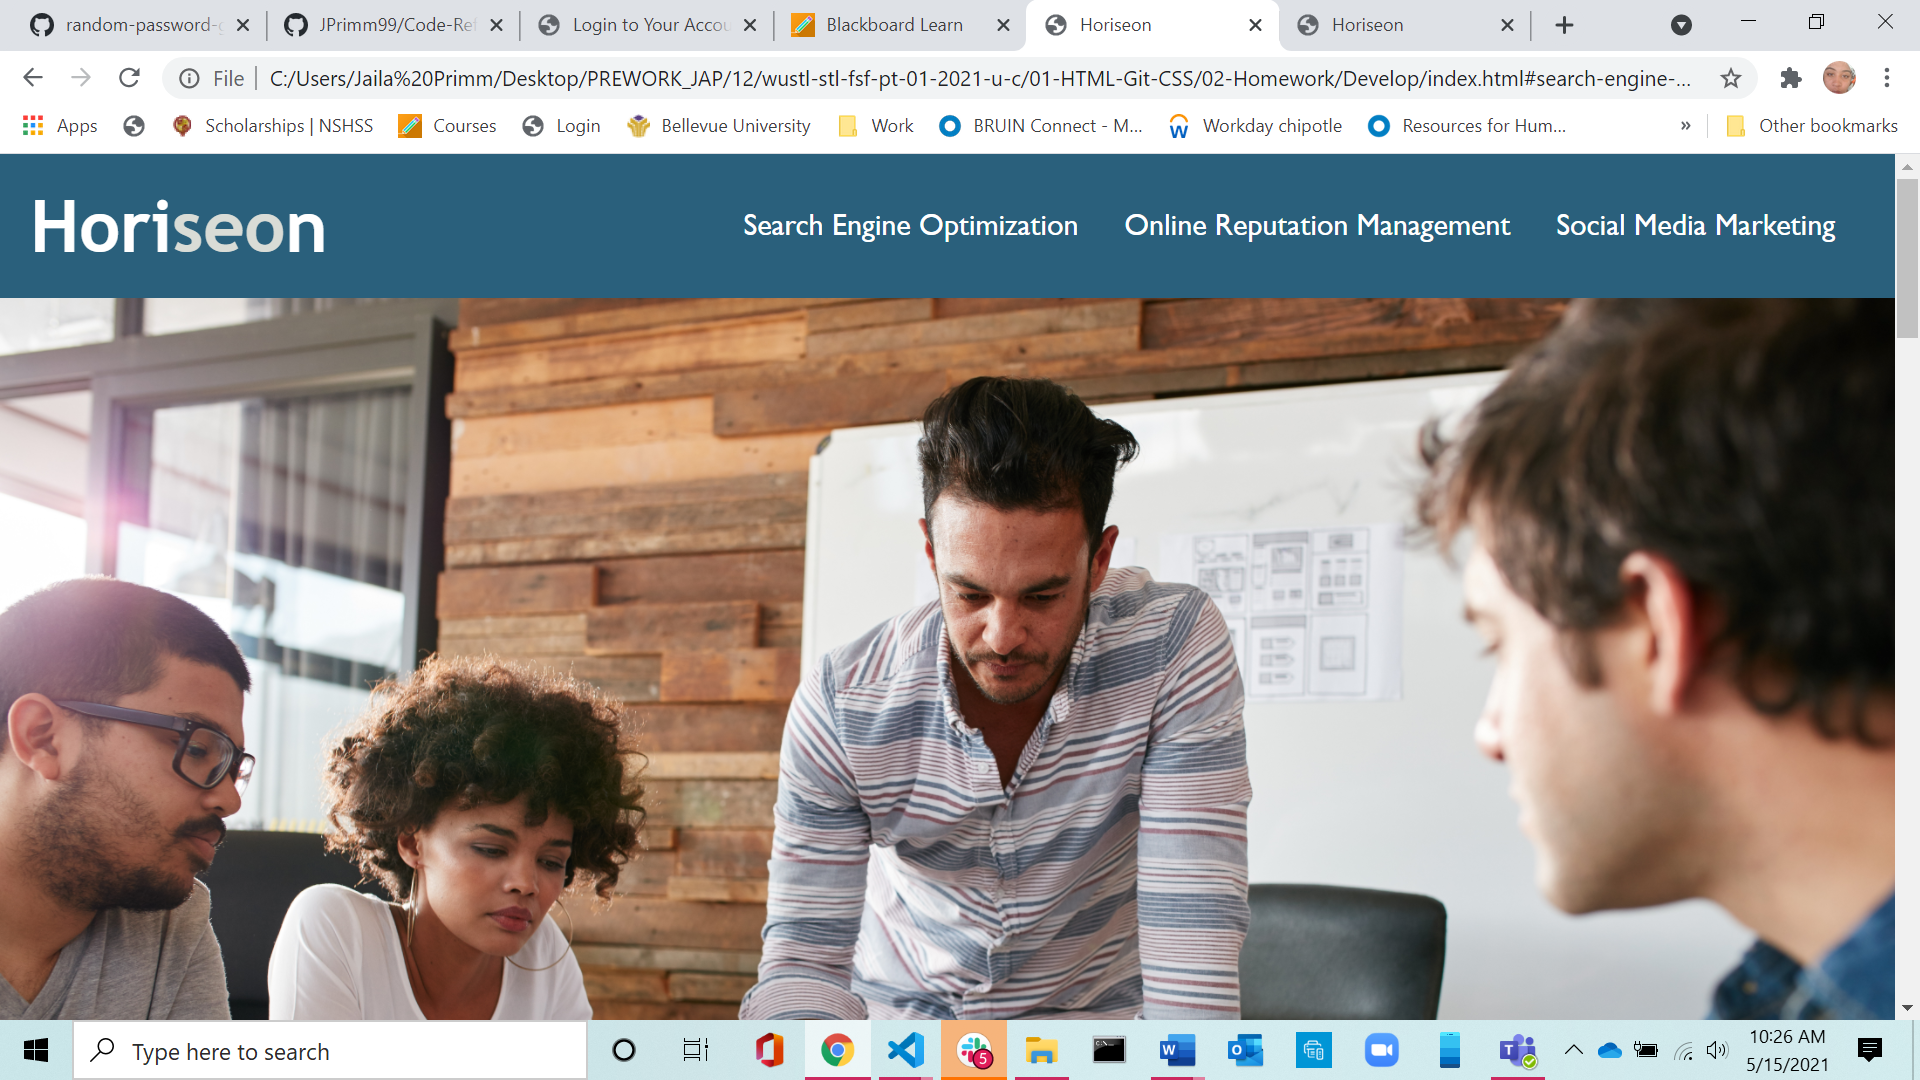 random-password-g
JPrimm99/Code-Ref
Login to Your Accou
Blackboard Learn
Horiseon
Horiseon
File
C:/Users/Jaila%20Primm/Desktop/PREWORK_JAP/12/wustl-stl-fsf-pt-01-2021-u-c/01-HTML-Git-CSS/02-Homework/Develop/index.html#search-engine-...
Apps
Scholarships | NSHSS
Courses
Login
Bellevue University
Work
BRUIN Connect - M...
Workday chipotle
Resources for Hum...
»
Other bookmarks
Horiseon
Search Engine Optimization
Online Reputation Management
Social Media Marketing
Type here to search
5
10:26 AM
5/15/2021